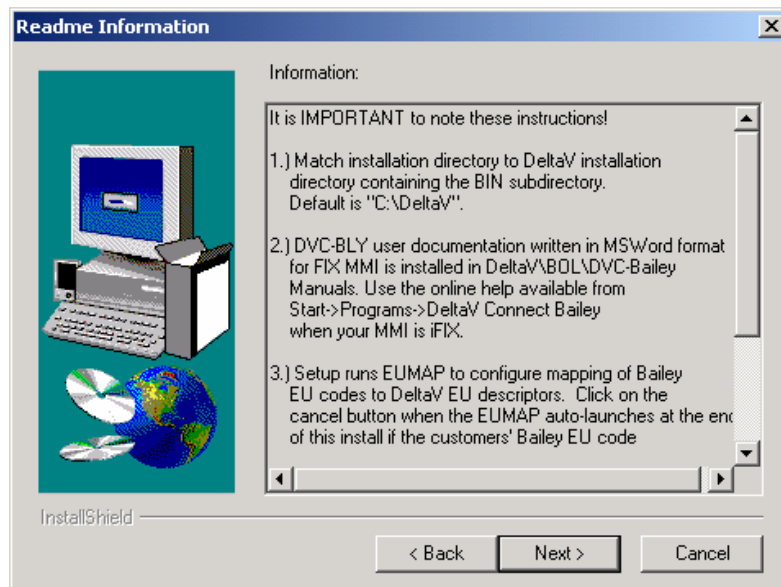 Readme Information
Information:
It is IMPORTANT to note these instructions!
1.) Match installation directory to DeltaV installation
directory containing the BIN subdirectory.
Default is "C:\DeltaV".
2.) DVC-BLY user documentation written in MSWord format
for FIX MMI is installed in DeltaV\BOL\DVC-Bailey
Manuals. Use the online help available from
Start->Programs->DeltaV Connect Bailey
when your MMI is iFIX.
3.) Setup runs EUMAP to configure mapping of Bailey
EU codes to DeltaV EU descriptors. Click on the
cancel button when the EUMAP auto-launches at the end
of this install if the customers' Bailey EU code
InstallShield
< Back
Next >
Cancel